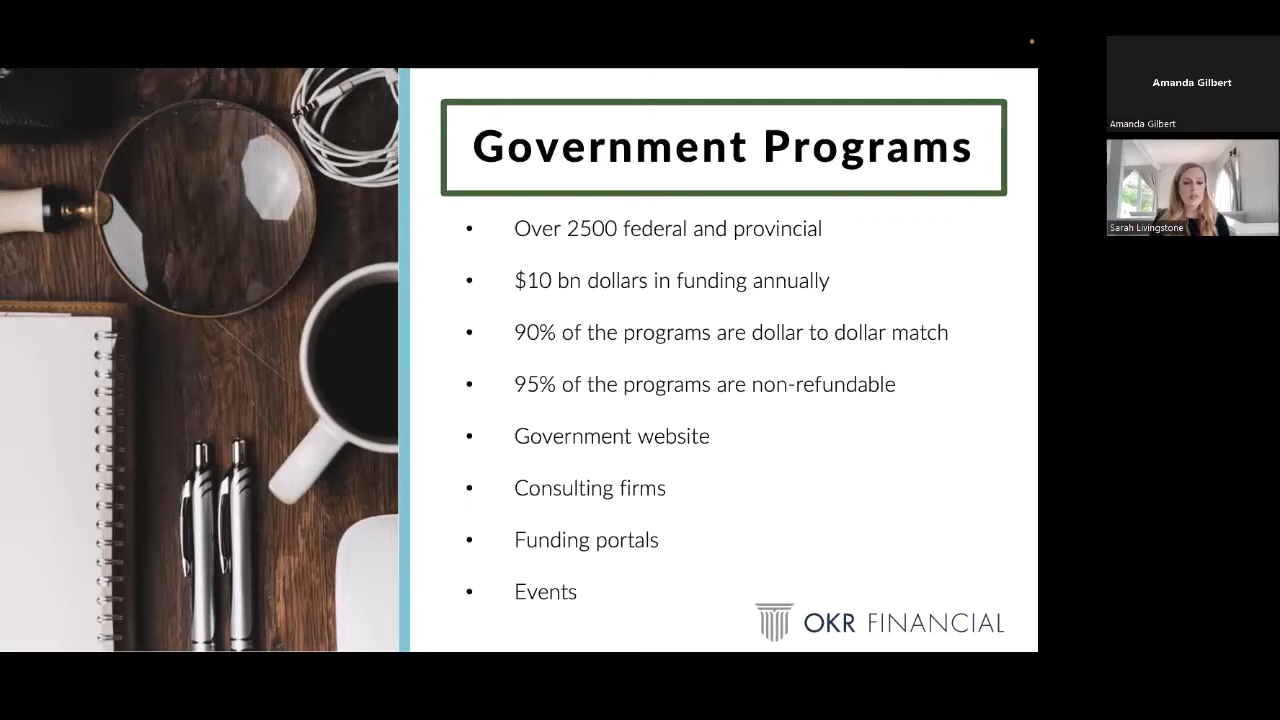 Government Programs
• Over 2500 federal and provincial
• $10 bn dollars in funding annually
• 90% of the programs are dollar to dollar match
• 95% of the programs are non-refundable
• Government website
• Consulting firms
• Funding portals
• Events
OKR FINANCIAL
Amanda Gilbert
Amanda Gilbert
Sarah Livingstone